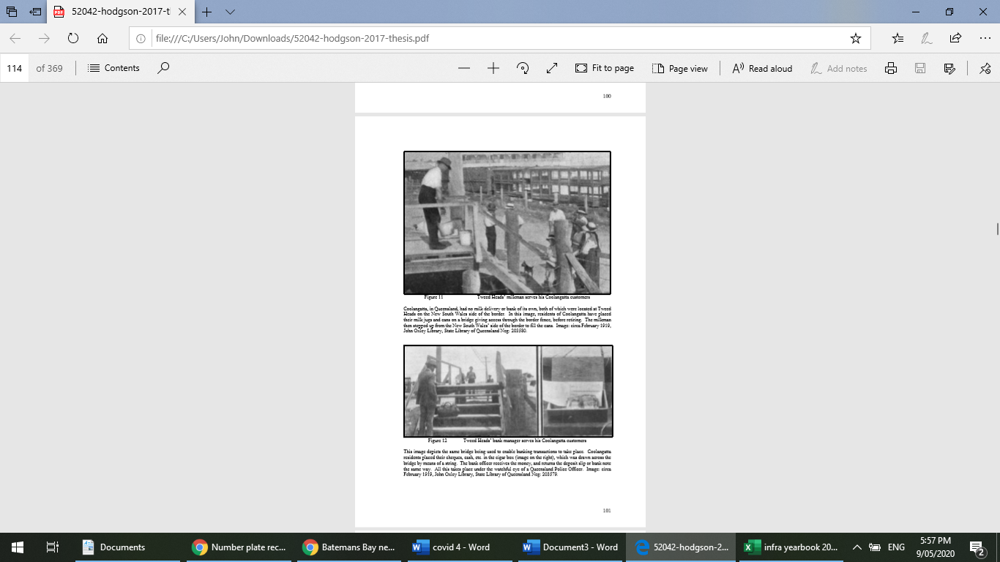 52042-hodgson-2017-tl
file:///C:/Users/John/Downloads/52042-hodgson-2017-thesis.pdf
114 of 369
Contents
Fit to page
Page view
Read aloud
Add notes
100
Figure 11 Tweed Heads' milkman serves his Coolangatta customers
Coolangatta, in Queensland, had no milk delivery or bank of its own, both of which were located at Tweed
Heads on the New South Wales side of the border. In this image, residents of Coolangatta have placed
their milk jugs and cans on a bridge giving access through the border fence, before retiring. The milkman
then stepped up from the New South Wales' side of the border to fill the cans. Image: circa February 1919,
John Oxley Library, State Library of Queensland Neg: 203580.
Figure 12 Tweed Heads' bank manager serves his Coolangatta customers
This image depicts the same bridge being used to enable banking transactions to take place. Coolangatta
residents placed their cheques, cash, etc. in the cigar box (image on the right), which was drawn across the
bridge by means of a string. The bank officer receives the money, and returns the deposit slip or bank note
the same way. All this takes place under the watchful eye of a Queensland Police Officer. Image: circa
February 1919, John Oxley Library, State Library of Queensland Neg: 203579.
101
Documents
Number plate rec...
Batemans Bay ne...
covid 4 - Word
Document3 - Word
52042-hodgson-2...
infra yearbook 20...
ENG
5:57 PM
9/05/2020
2